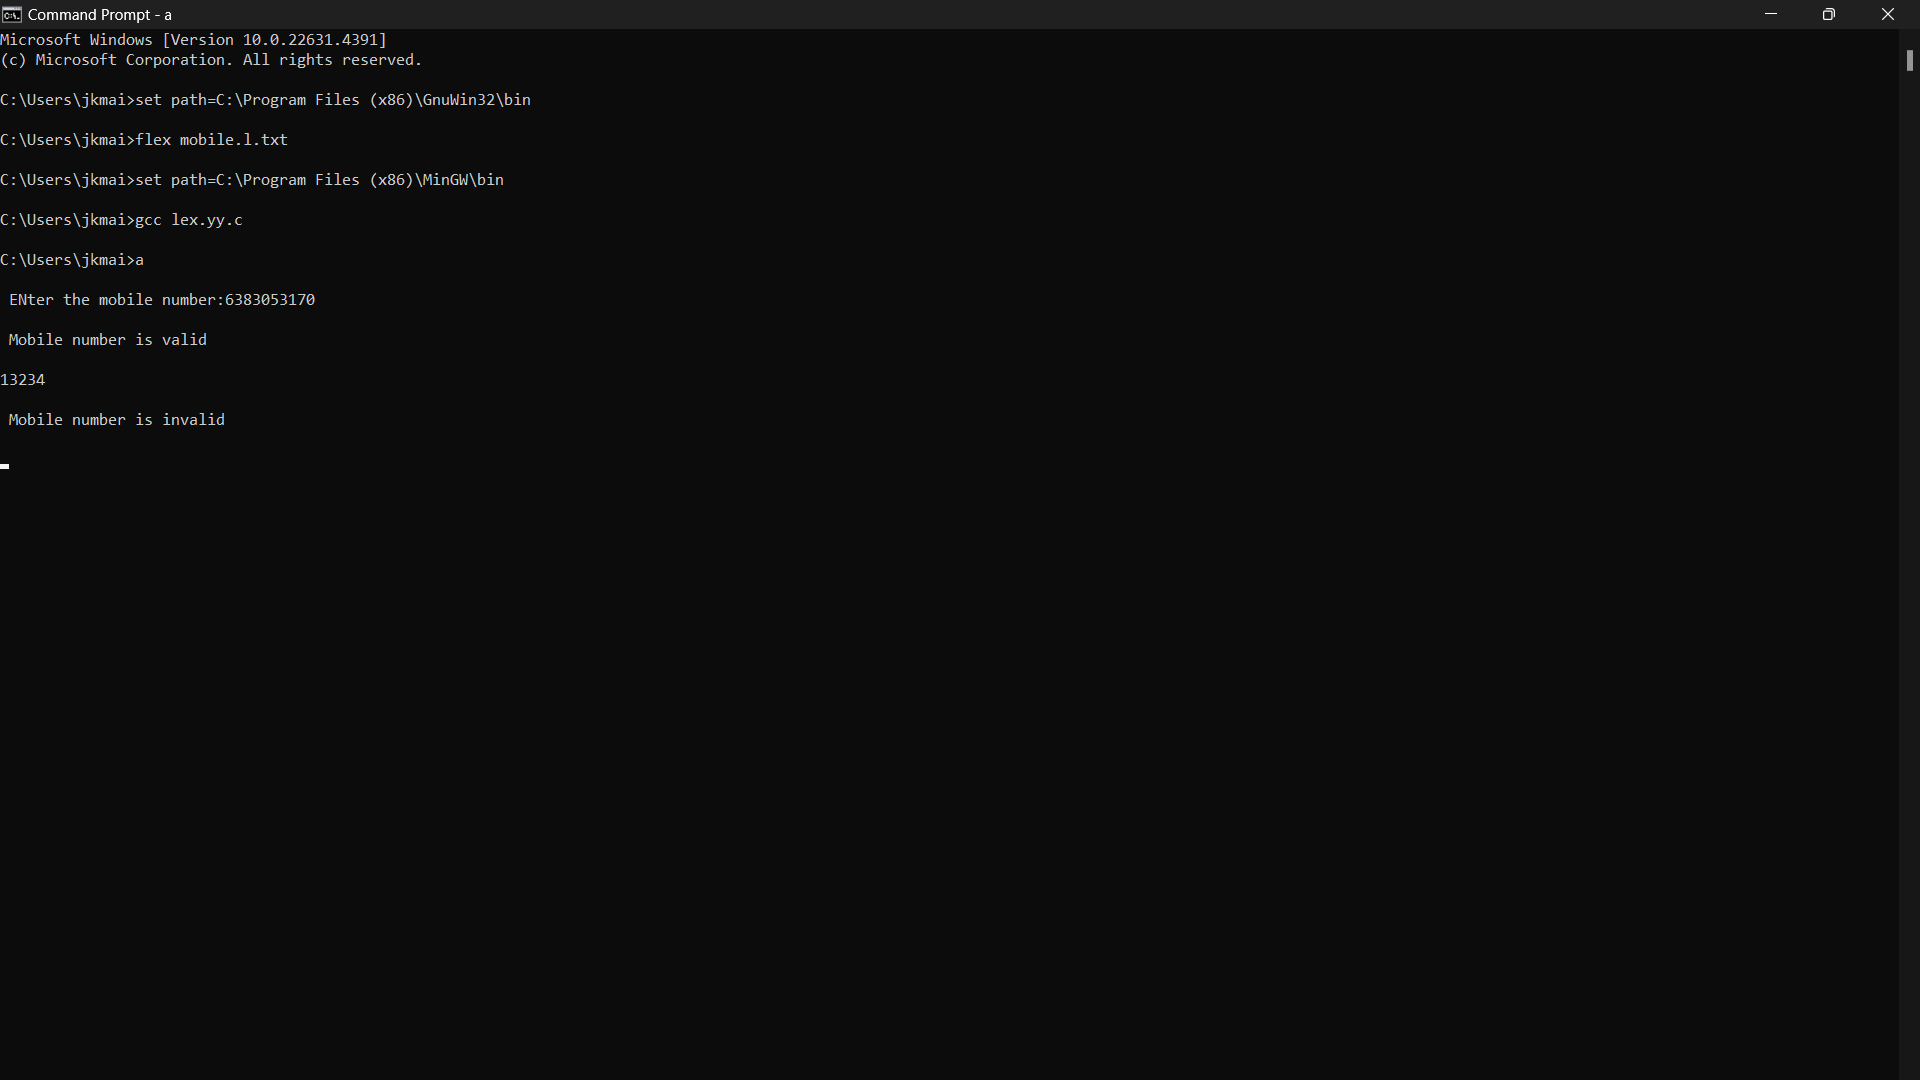 Command Prompt - a
Microsoft Windows [Version 10.0.22631.4391]
(c) Microsoft Corporation. All rights reserved.
C:\Users\jkmai>set path=C:\Program Files (x86)\GnuWin32\bin
C:\Users\jkmai>flex mobile.l.txt
C:\Users\jkmai>set path=C:\Program Files (x86)\MinGW\bin
C:\Users\jkmai>gcc lex.yy.c
C:\Users\jkmai>a
ENter the mobile number:6383053170
Mobile number is valid
13234
Mobile number is invalid